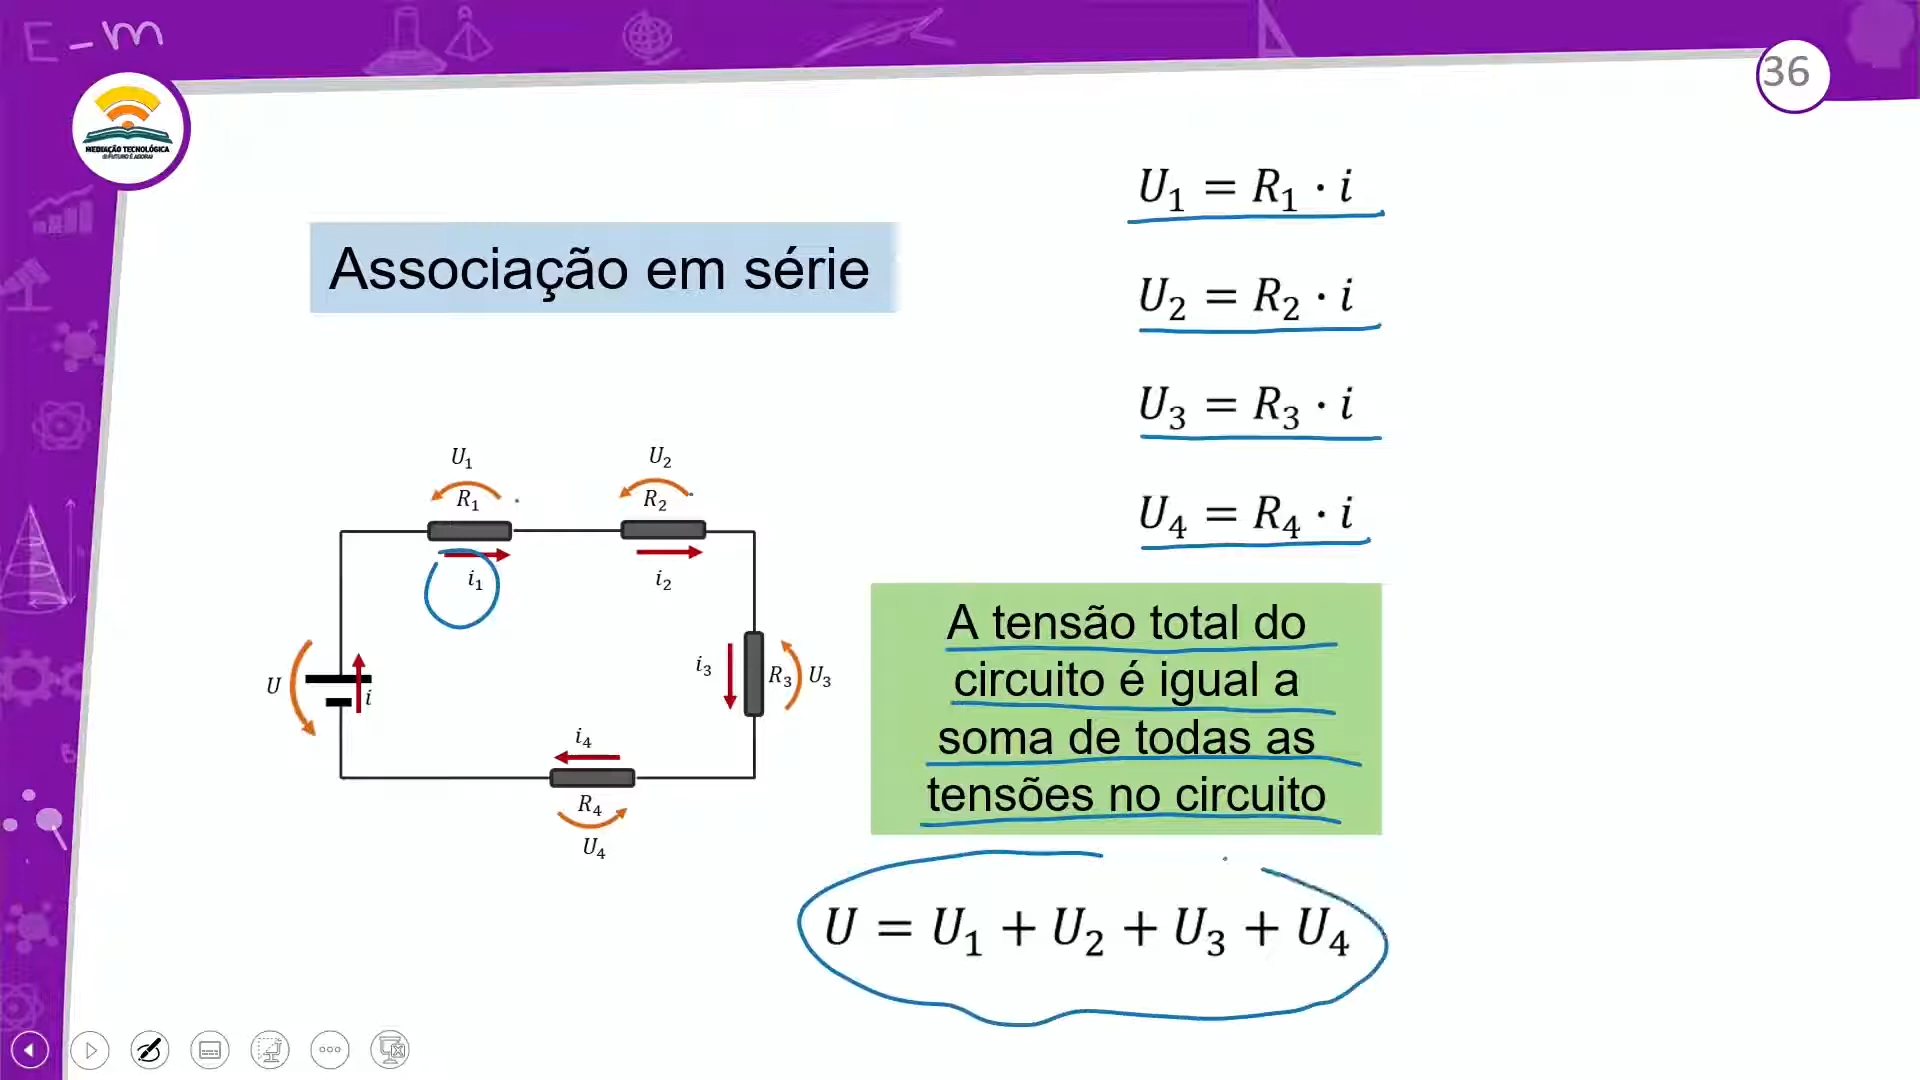 E-m
36
MEDIAÇÃO TECNOLÓGICA
O FUTURO É AGORA!
Associação em série
U₁ = R₁ · i
U₂ = R₂ · i
U₃ = R₃ · i
U₄ = R₄ · i
U₁
R₁
i₁
U₂
R₂
i₂
U
i
i₃
R₃
U₃
i₄
R₄
U₄
A tensão total do
circuito é igual a
soma de todas as
tensões no circuito
U = U₁ + U₂ + U₃ + U₄